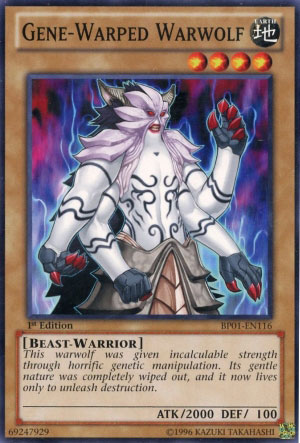 GENE-WARPED WARWOLF
EARTH
地
1st Edition
BP01-EN116
[BEAST-WARRIOR]
This warwolf was given incalculable strength
through horrific genetic manipulation. Its gentle
nature was completely wiped out, and it now lives
only to unleash destruction.
ATK/2000 DEF/ 100
69247929
©1996 KAZUKI TAKAHASHI